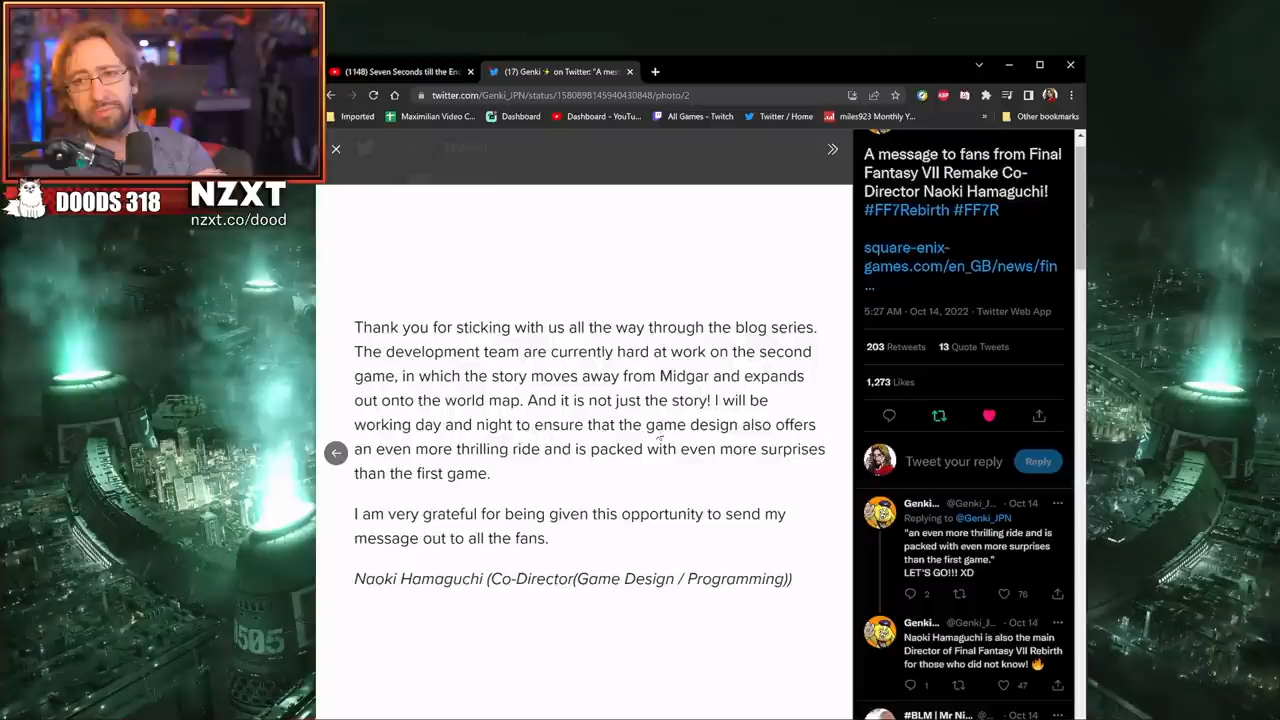 (1148) Seven Seconds till the En
(17) Genki ✨ on Twitter: "A mes
twitter.com/Genki_JPN/status/1580898145940430848/photo/2
Imported
Maximilian Video C...
Dashboard
Dashboard - YouTu...
All Games - Twitch
Twitter / Home
miles923 Monthly Y...
»
Other bookmarks
DOODS 318
NZXT
nzxt.co/dood
Thank you for sticking with us all the way through the blog series.
The development team are currently hard at work on the second
game, in which the story moves away from Midgar and expands
out onto the world map. And it is not just the story! I will be
working day and night to ensure that the game design also offers
an even more thrilling ride and is packed with even more surprises
than the first game.
I am very grateful for being given this opportunity to send my
message out to all the fans.
Naoki Hamaguchi (Co-Director(Game Design / Programming))
A message to fans from Final
Fantasy VII Remake Co-
Director Naoki Hamaguchi!
#FF7Rebirth #FF7R
square-enix-
games.com/en_GB/news/fin
...
5:27 AM · Oct 14, 2022 · Twitter Web App
203 Retweets 13 Quote Tweets
1,273 Likes
Tweet your reply
Reply
Genki... @Genki_J... · Oct 14
Replying to @Genki_JPN
"an even more thrilling ride and is
packed with even more surprises
than the first game."
LET'S GO!!! XD
2 76
Genki... @Genki_J... · Oct 14
Naoki Hamaguchi is also the main
Director of Final Fantasy VII Rebirth
for those who did not know! 🔥
1 47
#BLM | Mr Ni... @... · Oct 14
1505